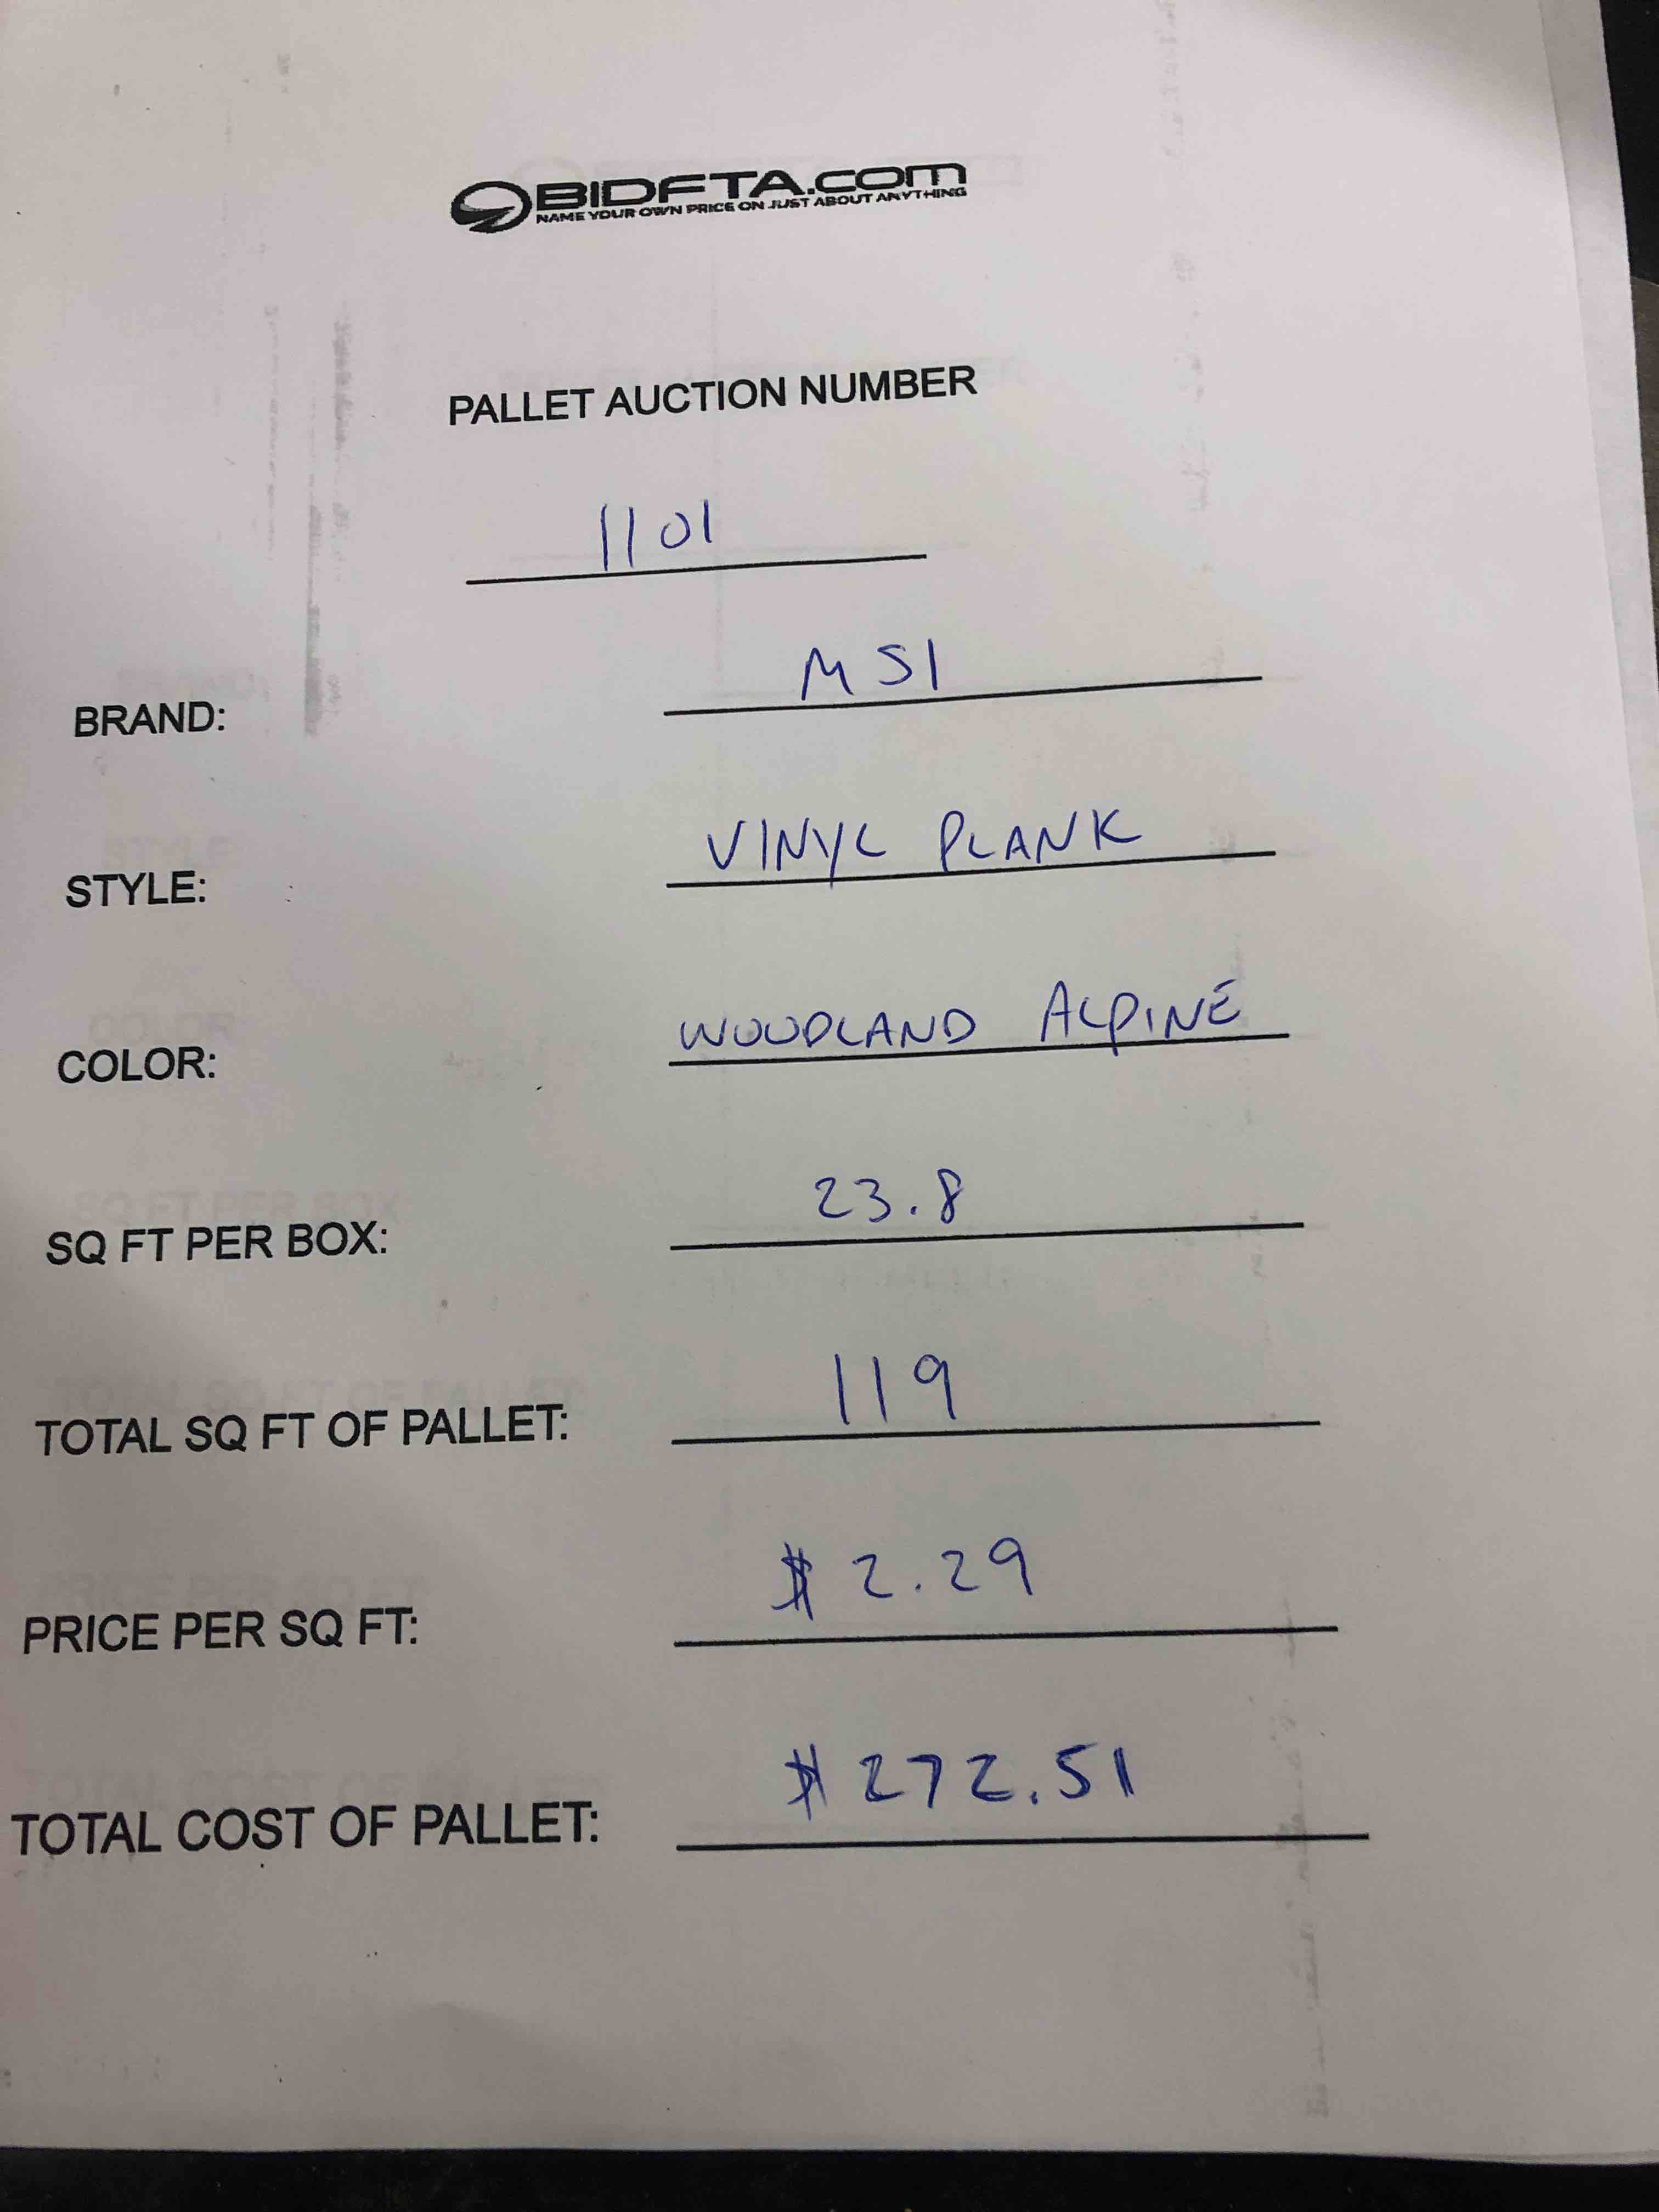 BIDFTA.COM
NAME YOUR OWN PRICE ON JUST ABOUT ANYTHING
PALLET AUCTION NUMBER
1101
BRAND: MSI
STYLE: VINYL PLANK
COLOR: WOODLAND ALPINE
SQ FT PER BOX: 23.8
TOTAL SQ FT OF PALLET: 119
PRICE PER SQ FT: $2.29
TOTAL COST OF PALLET: $272.51